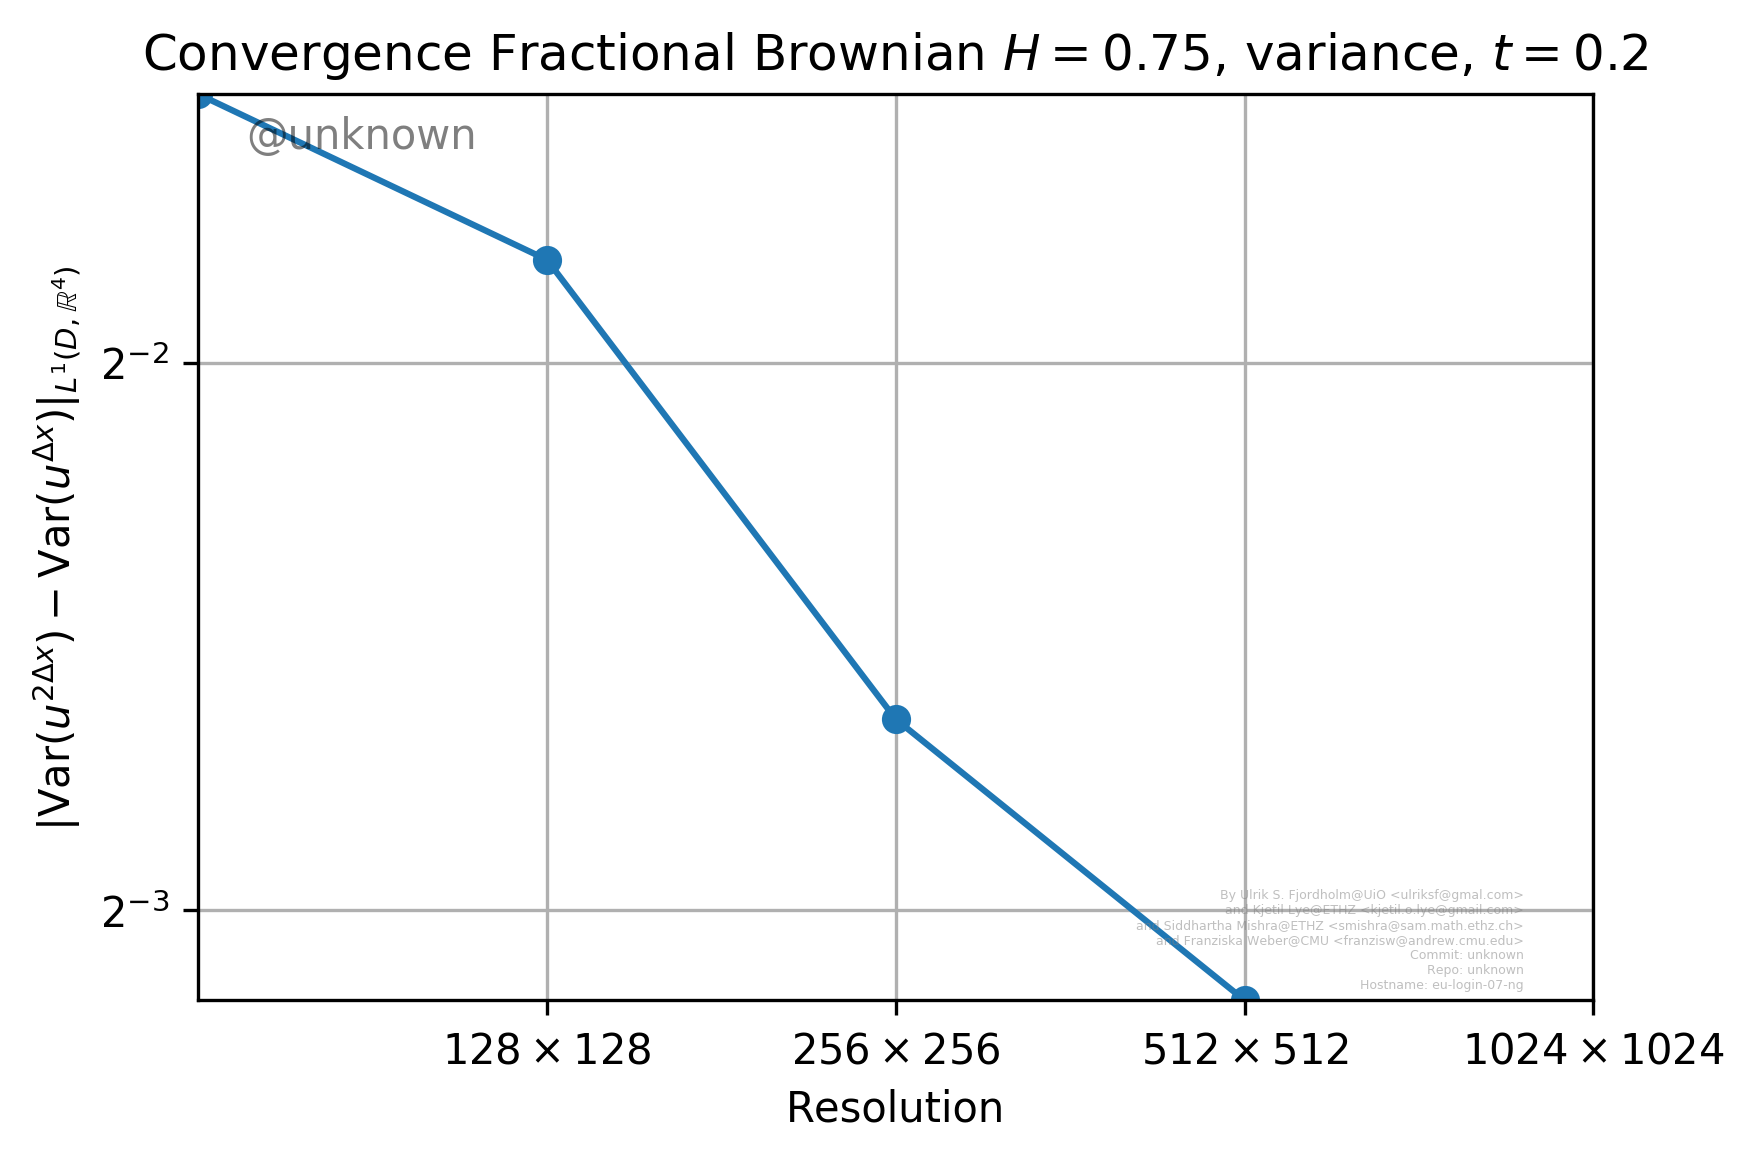 Convergence Fractional Brownian H = 0.75, variance, t = 0.2
@unknown
|Var(u^{2Δx}) − Var(u^{Δx})|_{L^1(D, ℝ^4)}
2^{−2}
2^{−3}
By Ulrik S. Fjordholm@UiO <ulriksf@gmal.com>
and Kjetil Lye@ETHZ <kjetil.o.lye@gmail.com>
and Siddhartha Mishra@ETHZ <smishra@sam.math.ethz.ch>
and Franziska Weber@CMU <franzisw@andrew.cmu.edu>
Commit: unknown
Repo: unknown
Hostname: eu-login-07-ng
128 × 128 256 × 256 512 × 512 1024 × 1024
Resolution